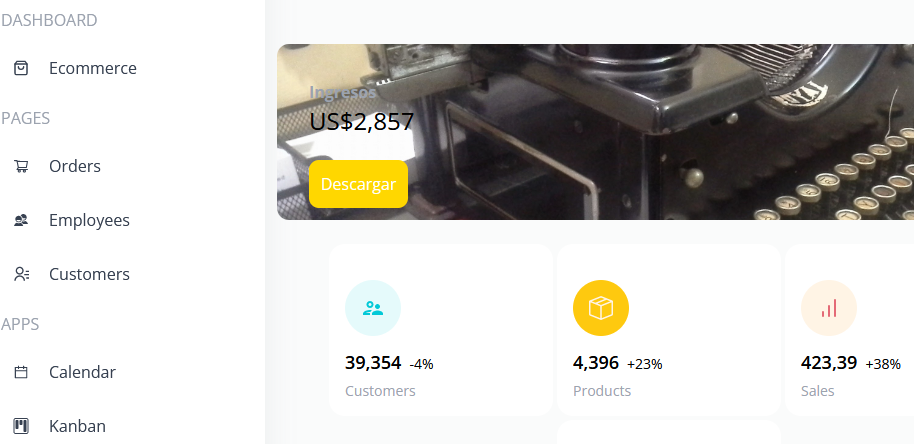 DASHBOARD
Ecommerce
PAGES
Orders
Employees
Customers
APPS
Calendar
Kanban
Ingresos
US$2,857
Descargar
39,354 -4%
Customers
4,396 +23%
Products
423,39 +38%
Sales